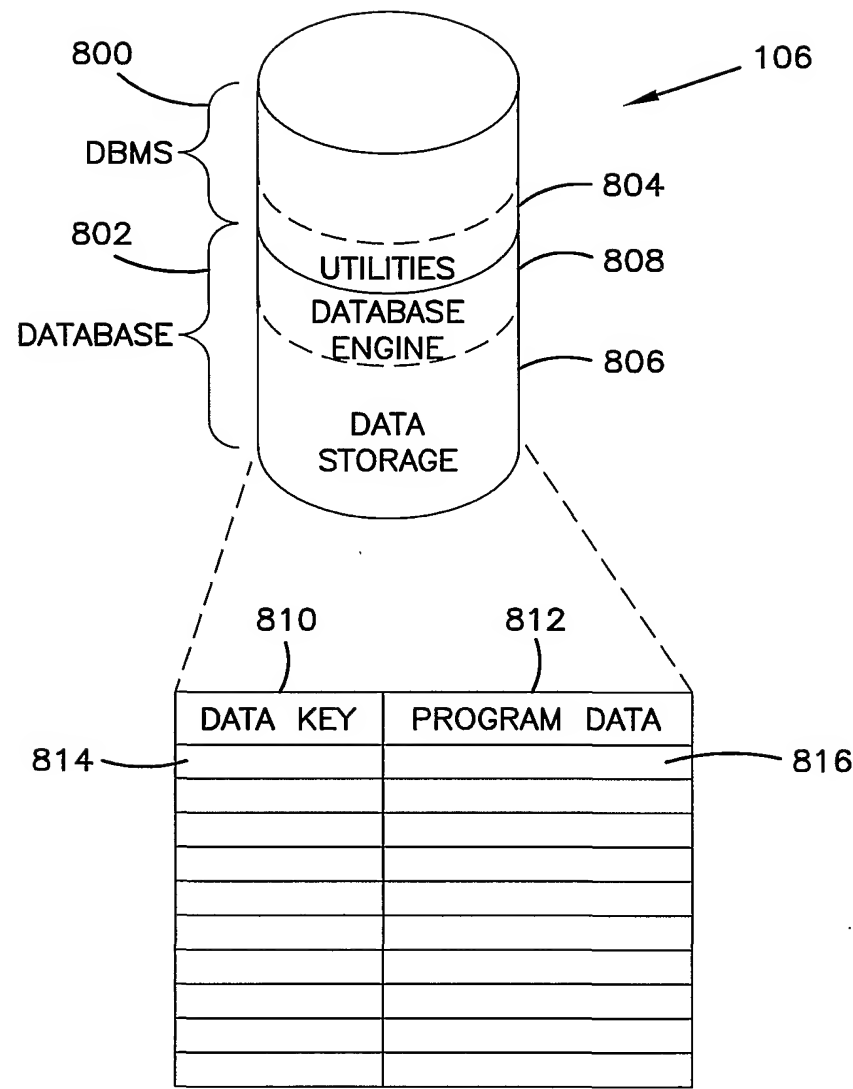 800
106
DBMS
804
802
UTILITIES
808
DATABASE
ENGINE
DATABASE
806
DATA
STORAGE
810
812
DATA KEY
PROGRAM DATA
814
816